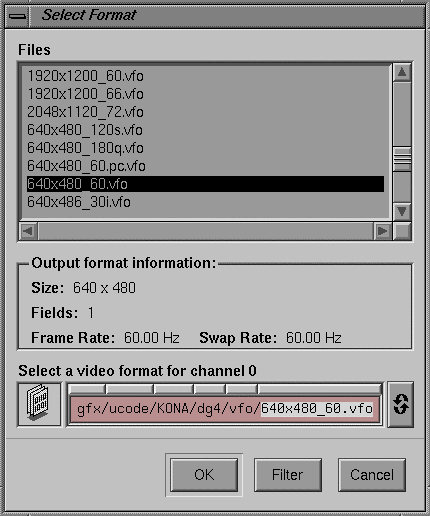 Select Format
Files
1920x1200_60.vfo
1920x1200_66.vfo
2048x1120_72.vfo
640x480_120s.vfo
640x480_180q.vfo
640x480_60.pc.vfo
640x480_60.vfo
640x486_30i.vfo
Output format information:
Size: 640 x 480
Fields: 1
Frame Rate: 60.00 Hz Swap Rate: 60.00 Hz
Select a video format for channel 0
gfx/ucode/KONA/dg4/vfo/640x480_60.vfo
OK Filter Cancel